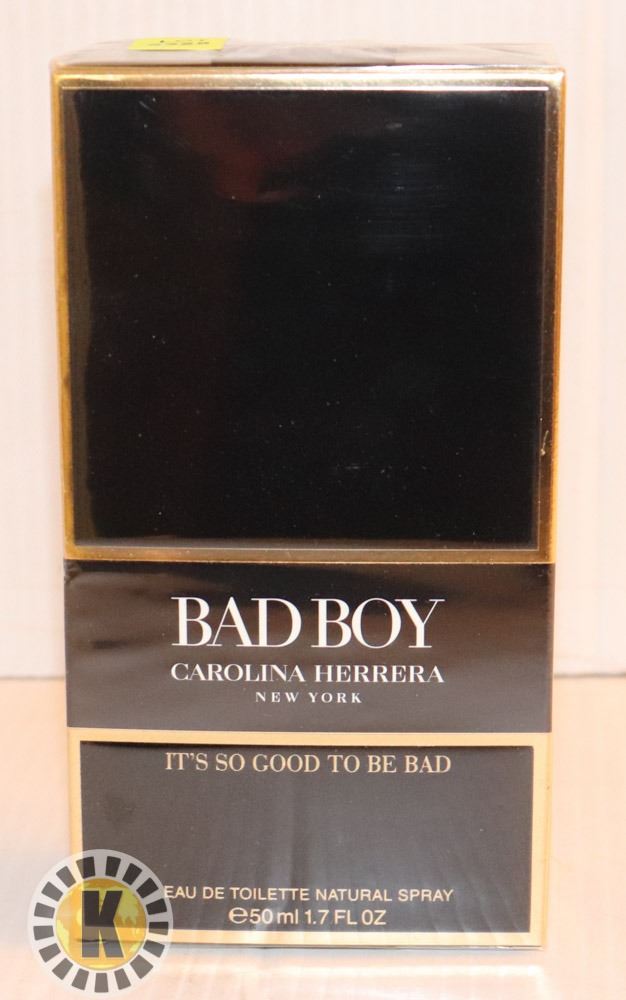 BAD BOY
CAROLINA HERRERA
NEW YORK
IT'S SO GOOD TO BE BAD
EAU DE TOILETTE NATURAL SPRAY
℮50 ml 1.7 FL OZ
K